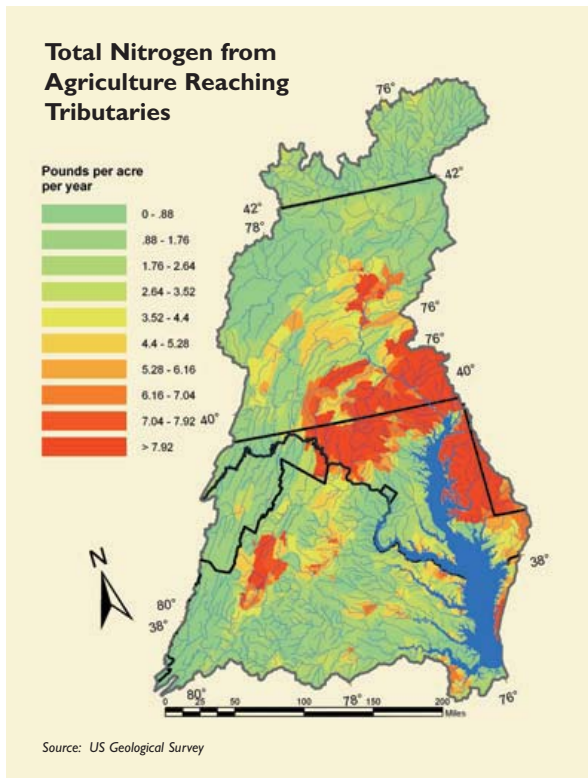 Total Nitrogen from
Agriculture Reaching
Tributaries
Pounds per acre
per year
0 - .88
.88 - 1.76
1.76 - 2.64
2.64 - 3.52
3.52 - 4.4
4.4 - 5.28
5.28 - 6.16
6.16 - 7.04
7.04 - 7.92
> 7.92
76°
42°
42°
78°
76°
76°
40°
40°
38°
N
80°
38°
80°
78°
76°
0 25 50 100 150 200
Miles
Source: US Geological Survey